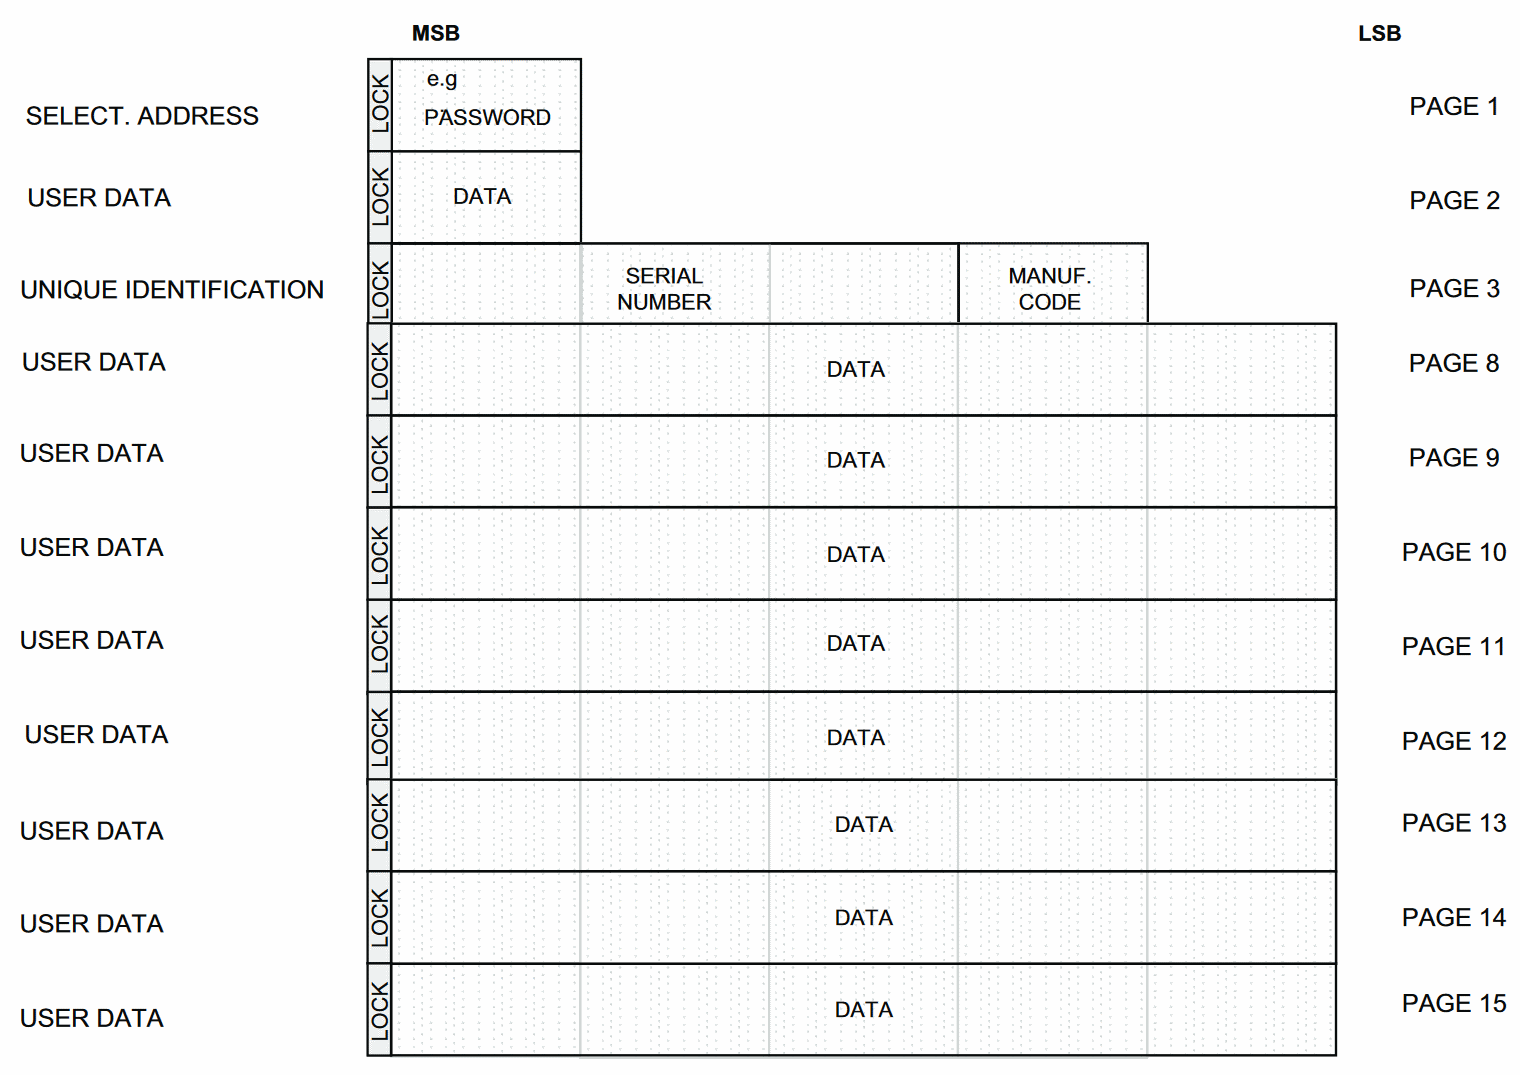 MSB LSB
SELECT. ADDRESS LOCK e.g PAGE 1
PASSWORD
USER DATA LOCK DATA PAGE 2
UNIQUE IDENTIFICATION LOCK SERIAL MANUF. PAGE 3
NUMBER CODE
USER DATA LOCK DATA PAGE 8
USER DATA LOCK DATA PAGE 9
USER DATA LOCK DATA PAGE 10
USER DATA LOCK DATA PAGE 11
USER DATA LOCK DATA PAGE 12
USER DATA LOCK DATA PAGE 13
USER DATA LOCK DATA PAGE 14
USER DATA LOCK DATA PAGE 15